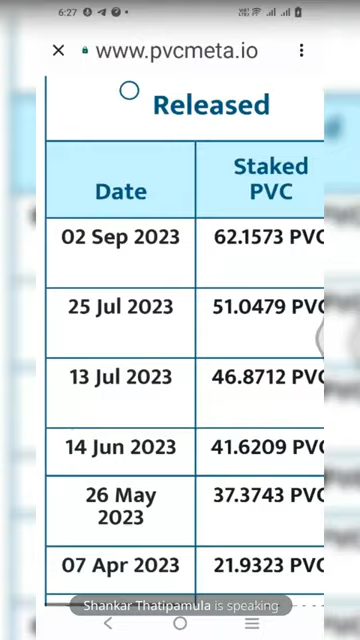 6:27
www.pvcmeta.io
Released
Date
Staked PVC
02 Sep 2023 62.1573 PVC
25 Jul 2023 51.0479 PVC
13 Jul 2023 46.8712 PVC
14 Jun 2023 41.6209 PVC
26 May 2023 37.3743 PVC
07 Apr 2023 21.9323 PVC
Shankar Thatipamula is speaking